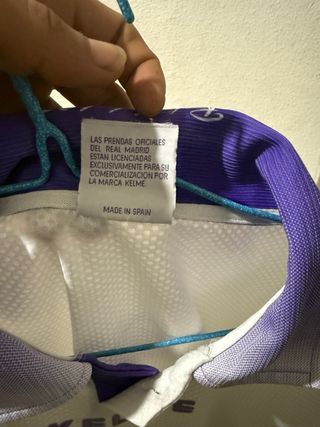 LAS PRENDAS OFICIALES
DEL REAL MADRID
ESTAN LICENCIADAS
EXCLUSIVAMENTE PARA SU
COMERCIALIZACION POR
LA MARCA KELME.
MADE IN SPAIN
KELME